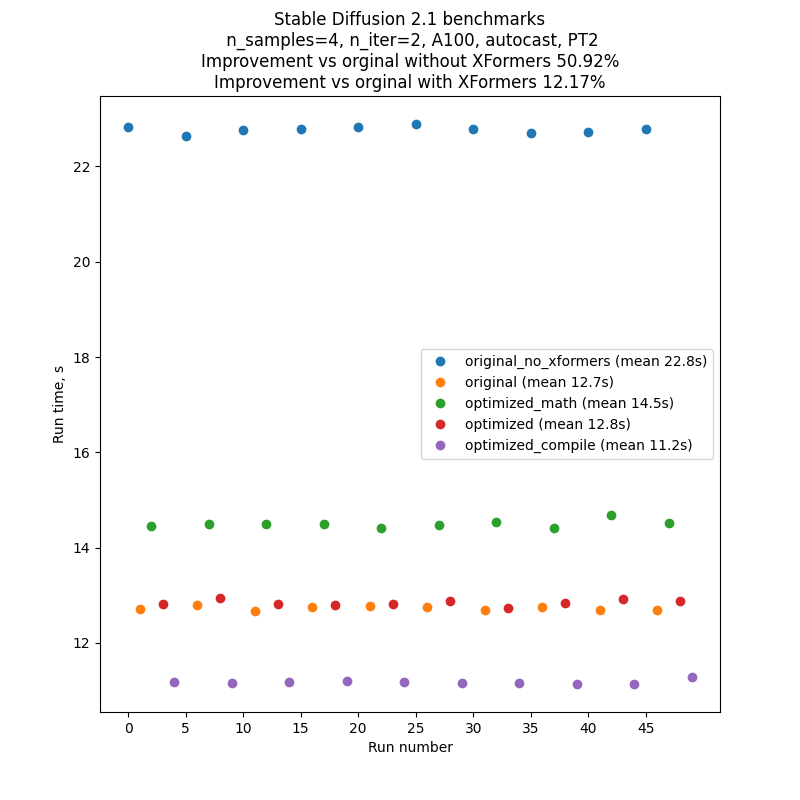 Stable Diffusion 2.1 benchmarks
n_samples=4, n_iter=2, A100, autocast, PT2
Improvement vs orginal without XFormers 50.92%
Improvement vs orginal with XFormers 12.17%
22
20
18
16
14
12
Run time, s
original_no_xformers (mean 22.8s)
original (mean 12.7s)
optimized_math (mean 14.5s)
optimized (mean 12.8s)
optimized_compile (mean 11.2s)
0 5 10 15 20 25 30 35 40 45
Run number